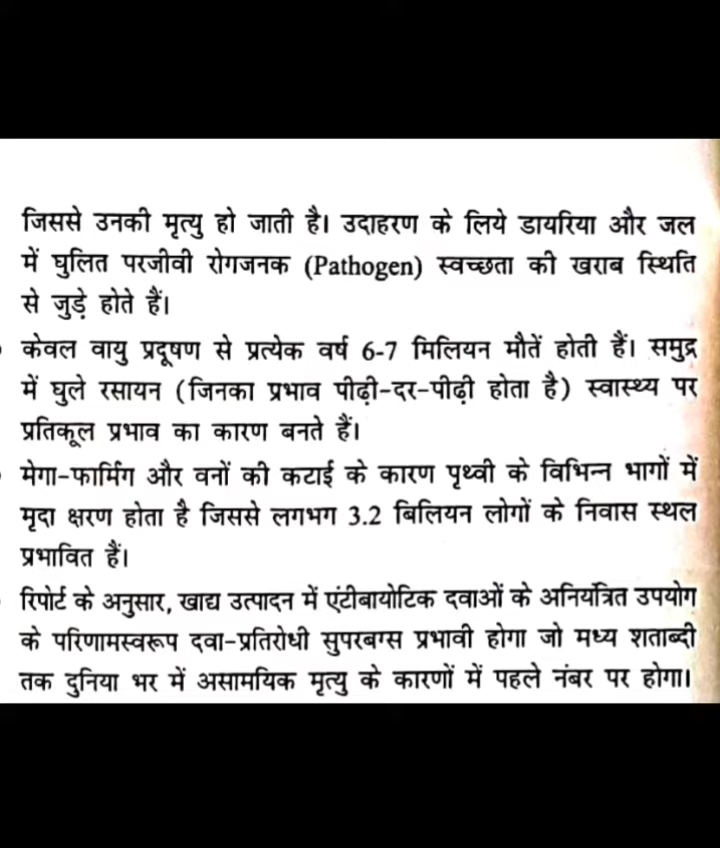 जिससे उनकी मृत्यु हो जाती है। उदाहरण के लिये डायरिया और जल
में घुलित परजीवी रोगजनक (Pathogen) स्वच्छता की खराब स्थिति
से जुड़े होते हैं।
केवल वायु प्रदूषण से प्रत्येक वर्ष 6-7 मिलियन मौतें होती हैं। समुद्र
में घुले रसायन (जिनका प्रभाव पीढ़ी-दर-पीढ़ी होता है) स्वास्थ्य पर
प्रतिकूल प्रभाव का कारण बनते हैं।
मेगा-फार्मिंग और वनों की कटाई के कारण पृथ्वी के विभिन्न भागों में
मृदा क्षरण होता है जिससे लगभग 3.2 बिलियन लोगों के निवास स्थल
प्रभावित हैं।
रिपोर्ट के अनुसार, खाद्य उत्पादन में एंटीबायोटिक दवाओं के अनियंत्रित उपयोग
के परिणामस्वरूप दवा-प्रतिरोधी सुपरबग्स प्रभावी होगा जो मध्य शताब्दी
तक दुनिया भर में असामयिक मृत्यु के कारणों में पहले नंबर पर होगा।